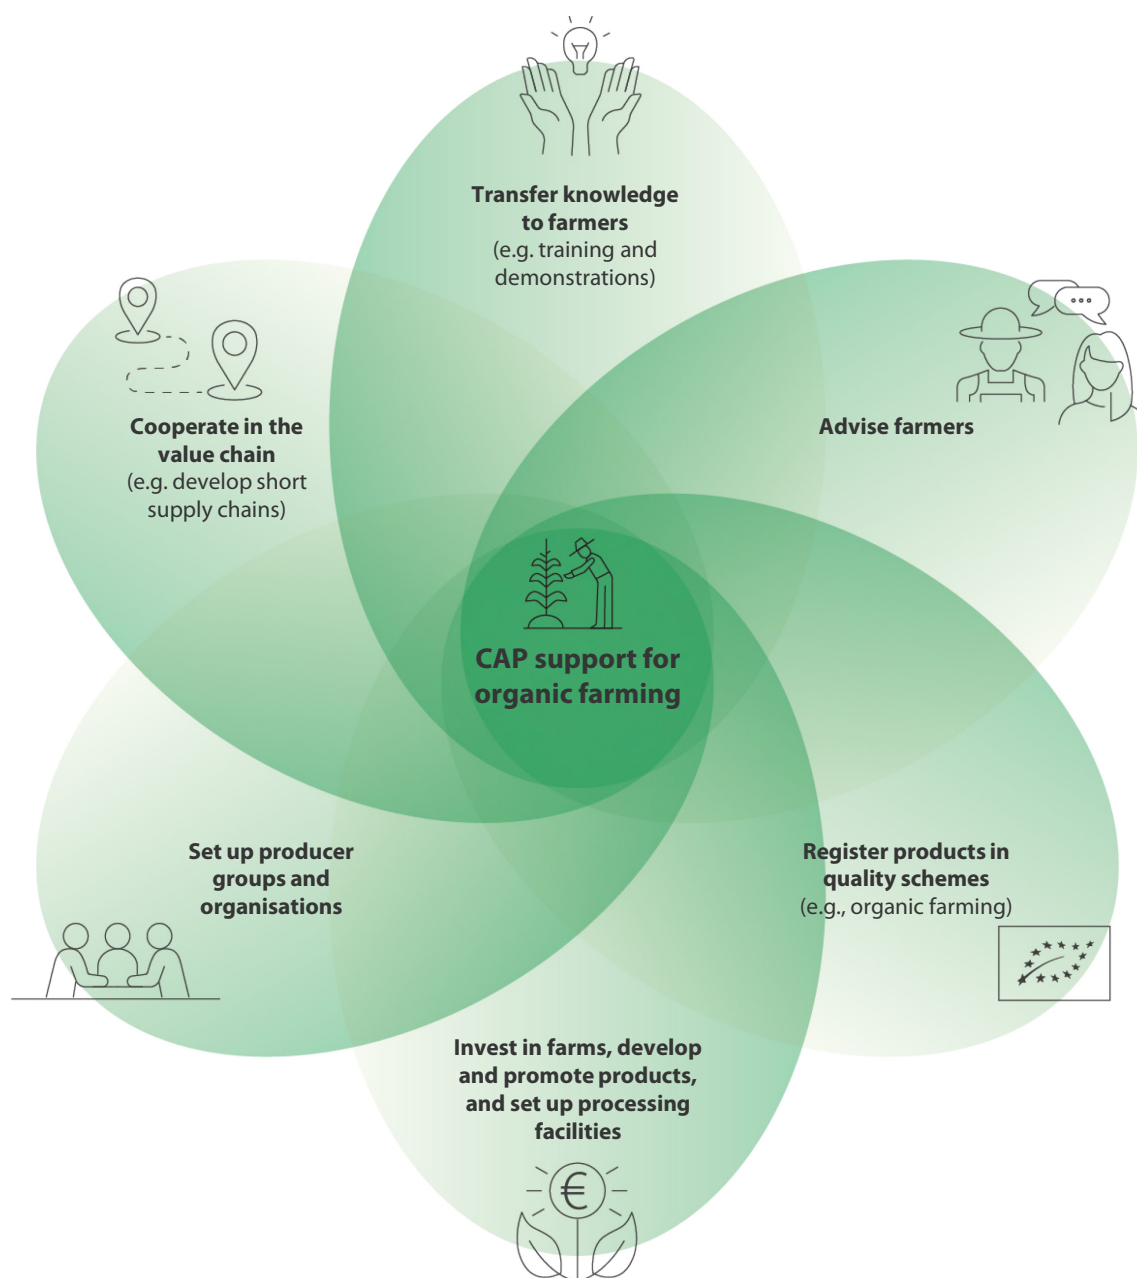 Transfer knowledge
to farmers
(e.g. training and
demonstrations)
Cooperate in the
value chain
(e.g. develop short
supply chains)
Advise farmers
CAP support for
organic farming
Set up producer
groups and
organisations
Register products in
quality schemes
(e.g., organic farming)
Invest in farms, develop
and promote products,
and set up processing
facilities
€